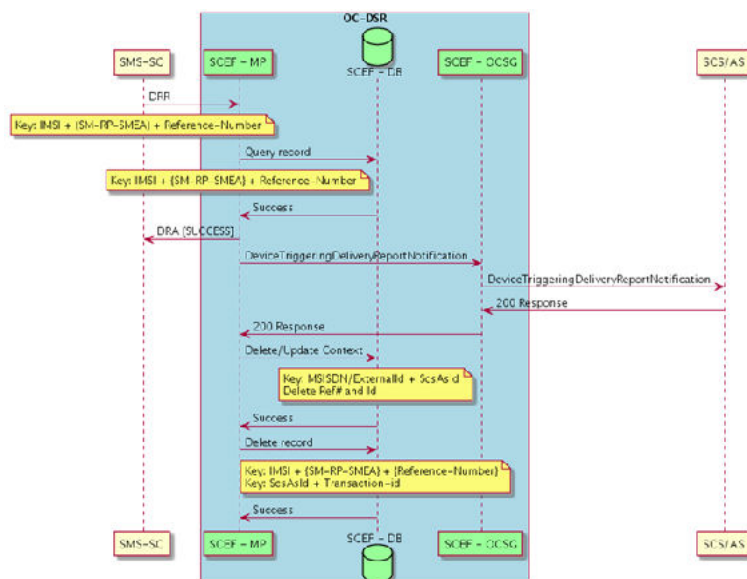 OC-DSR
SMS-SC
SCEF - MP
SCEF - DB
SCEF - OCSG
SCS/AS
DRR
Key: IMSI + (SM-RP-SMEA) + Reference-Number
Query record
Key: IMSI + {SM-RP-SMEA} + Reference-Number
Success
DRA (SUCCESS)
DeviceTriggeringDeliveryReportNotification
DeviceTriggeringDeliveryReportNotification
200 Response
200 Response
Delete/Update Context
Key: MSISDN/ExternalId + ScsAsId
Delete Ref# and Id
Success
Delete record
Key: IMSI + {SM-RP-SMEA} + {Reference-Number}
Key: ScsAsId + Transaction-id
Success
SMS-SC
SCEF - MP
SCEF - DB
SCEF - OCSG
SCS/AS